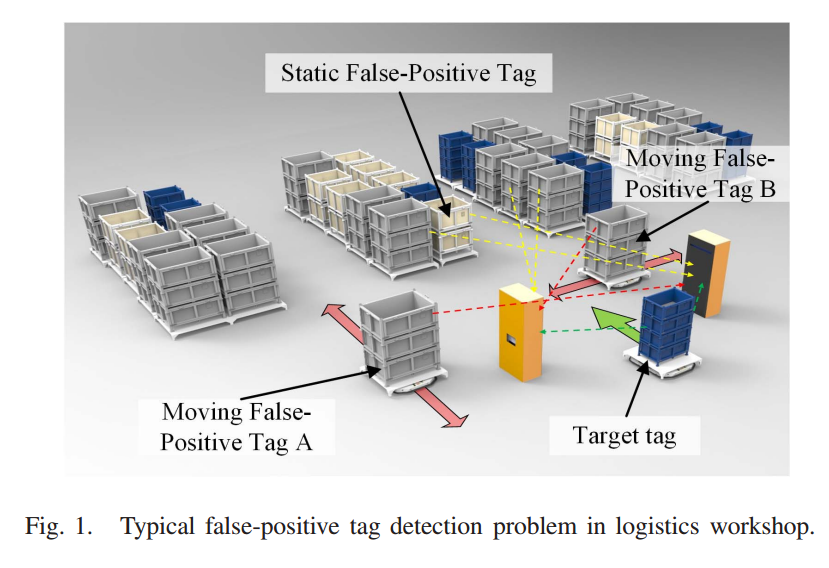 Static False-Positive Tag
Moving False-
Positive Tag B
Moving False-
Positive Tag A
Target tag
Fig. 1. Typical false-positive tag detection problem in logistics workshop.